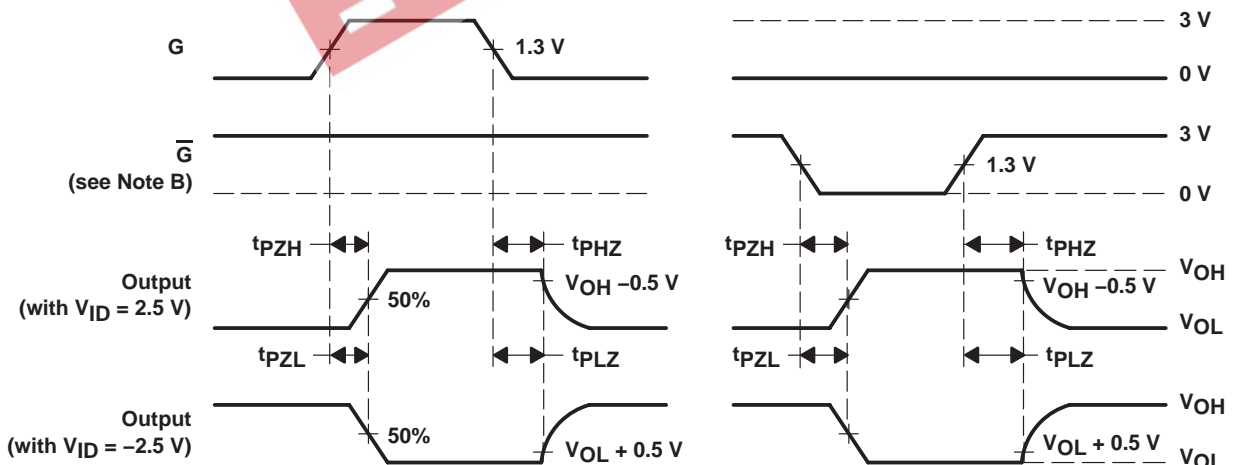 G
1.3 V
3 V
0 V
G
(see Note B)
3 V
1.3 V
0 V
tPZH
tPHZ
tPZH
tPHZ
Output
(with VID = 2.5 V)
50%
VOH –0.5 V
VOH –0.5 V
VOH
VOL
tPZL
tPLZ
tPZL
tPLZ
Output
(with VID = –2.5 V)
50%
VOL + 0.5 V
VOL + 0.5 V
VOH
VOL